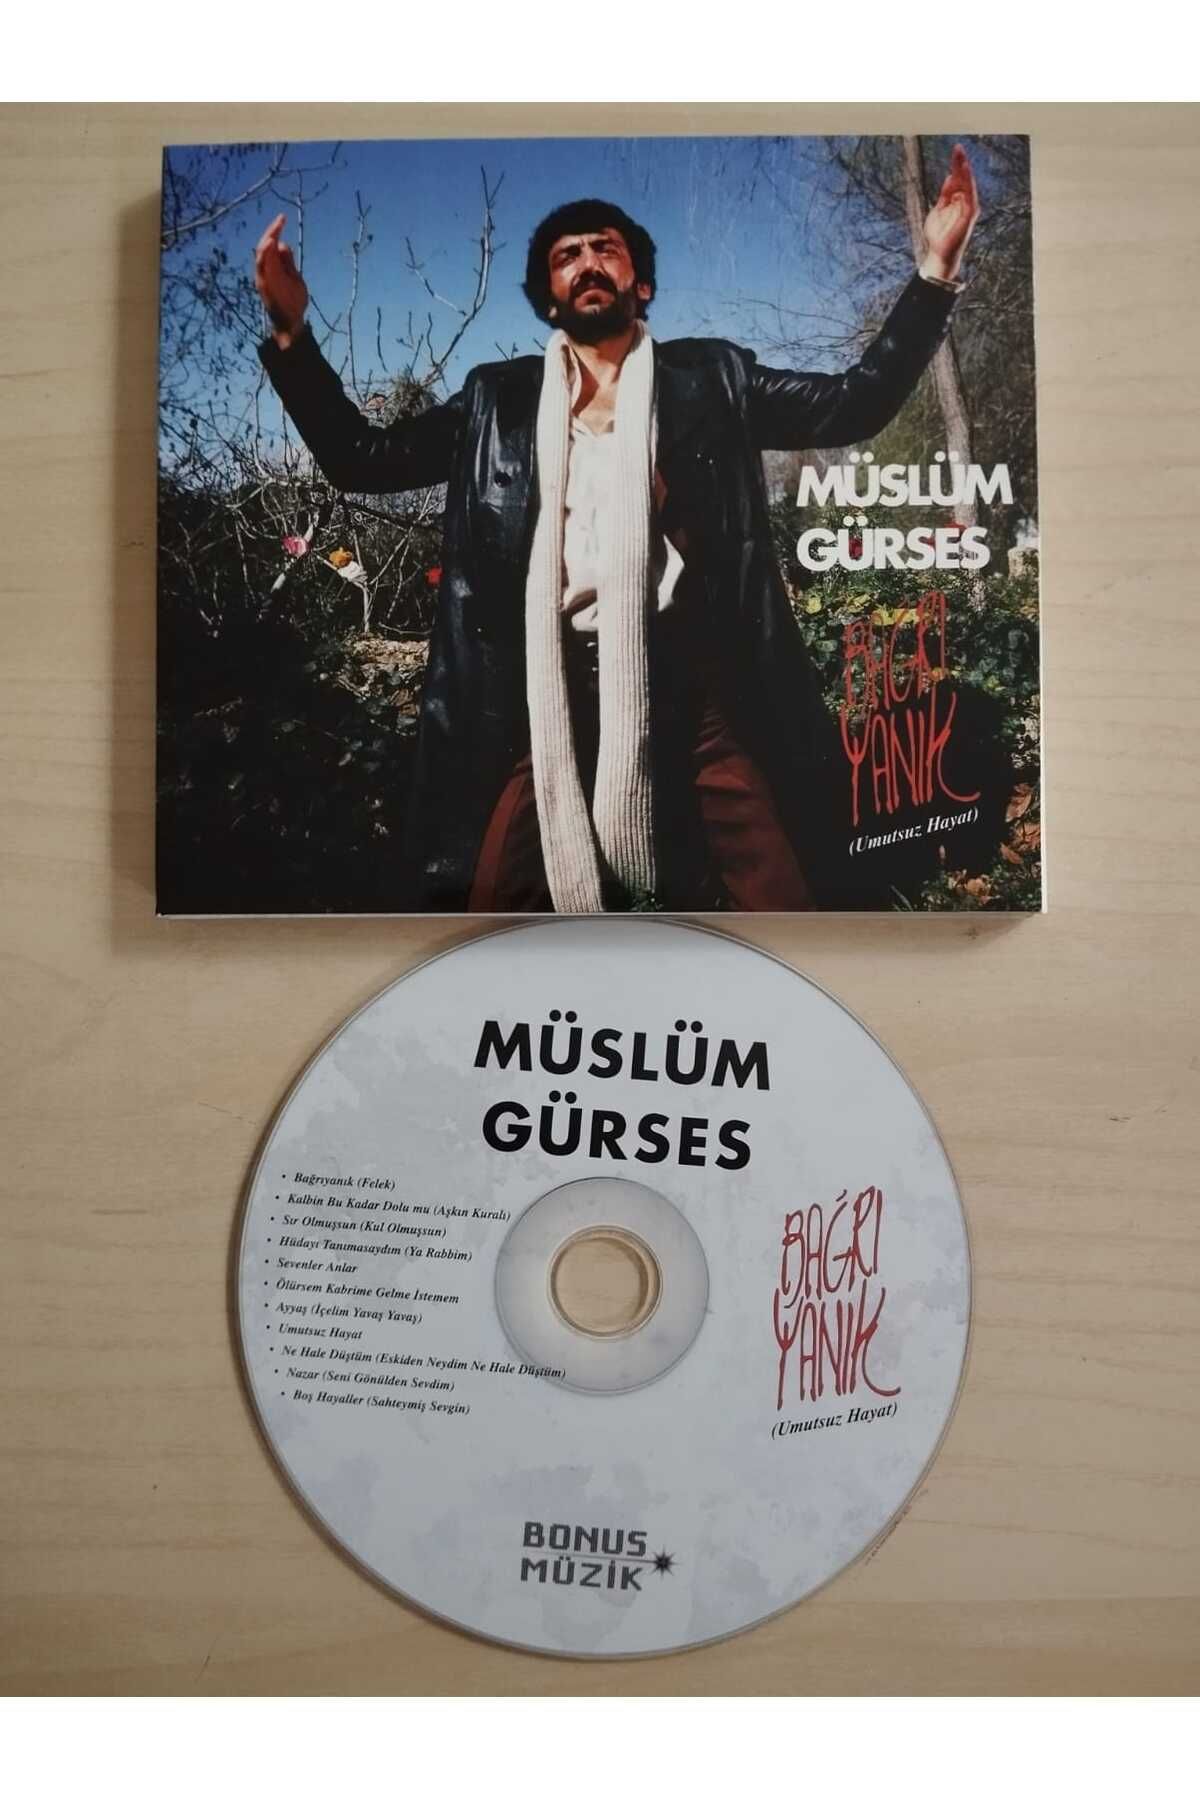 MÜSLÜM
GÜRSES
BAĞRI
YANIK
(Umutsuz Hayat)
MÜSLÜM
GÜRSES
• Bağrıyanık (Felek)
• Kalbin Bu Kadar Dolu mu (Aşkın Kuralı)
• Sır Olmuşsun (Kul Olmuşsun)
• Hüdayı Tanımasaydım (Ya Rabbim)
• Sevenler Anlar
• Ölürsem Kabrime Gelme İstemem
• Ayyaş (İçelim Yavaş Yavaş)
• Umutsuz Hayat
• Ne Hale Düştüm (Eskiden Neydim Ne Hale Düştüm)
• Nazar (Seni Gönülden Sevdim)
• Boş Hayaller (Sahteymiş Sevgin)
BAĞRI
YANIK
(Umutsuz Hayat)
BONUS
MÜZİK